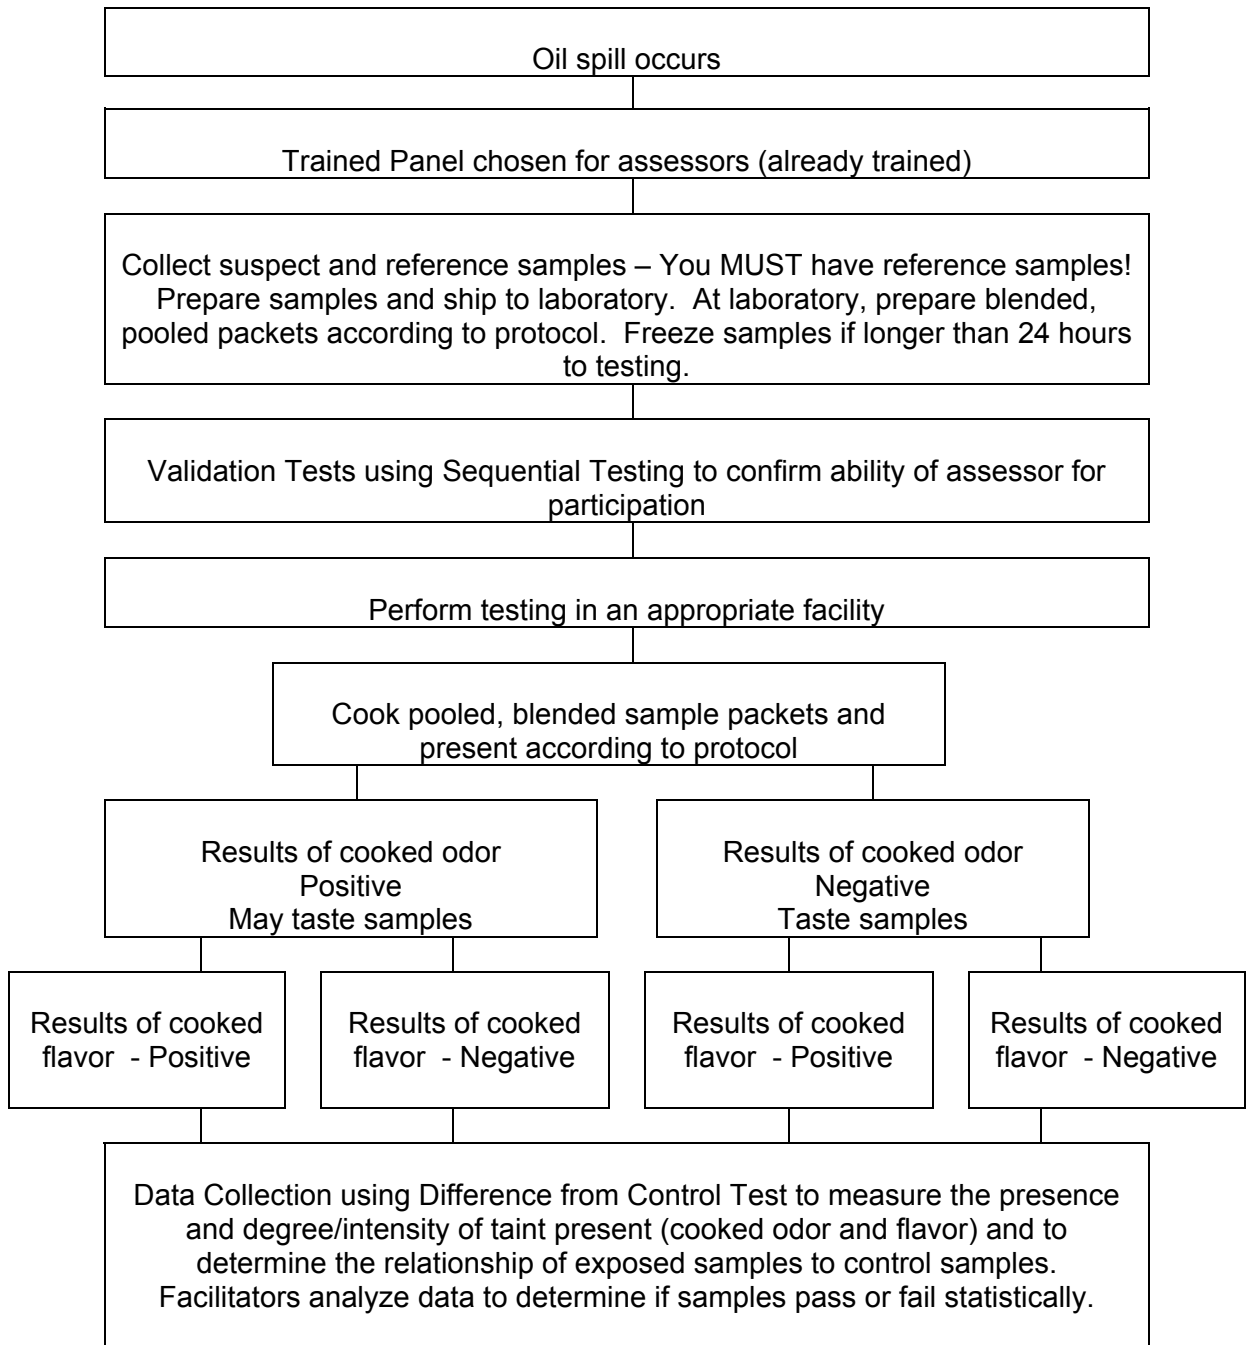 Oil spill occurs
Trained Panel chosen for assessors (already trained)
Collect suspect and reference samples – You MUST have reference samples!
Prepare samples and ship to laboratory.  At laboratory, prepare blended,
pooled packets according to protocol.  Freeze samples if longer than 24 hours
to testing.
Validation Tests using Sequential Testing to confirm ability of assessor for
participation
Perform testing in an appropriate facility
Cook pooled, blended sample packets and
present according to protocol
Results of cooked odor
Positive
May taste samples
Results of cooked odor
Negative
Taste samples
Results of cooked
flavor  - Positive
Results of cooked
flavor  - Negative
Results of cooked
flavor  - Positive
Results of cooked
flavor  - Negative
Data Collection using Difference from Control Test to measure the presence
and degree/intensity of taint present (cooked odor and flavor) and to
determine the relationship of exposed samples to control samples.
Facilitators analyze data to determine if samples pass or fail statistically.